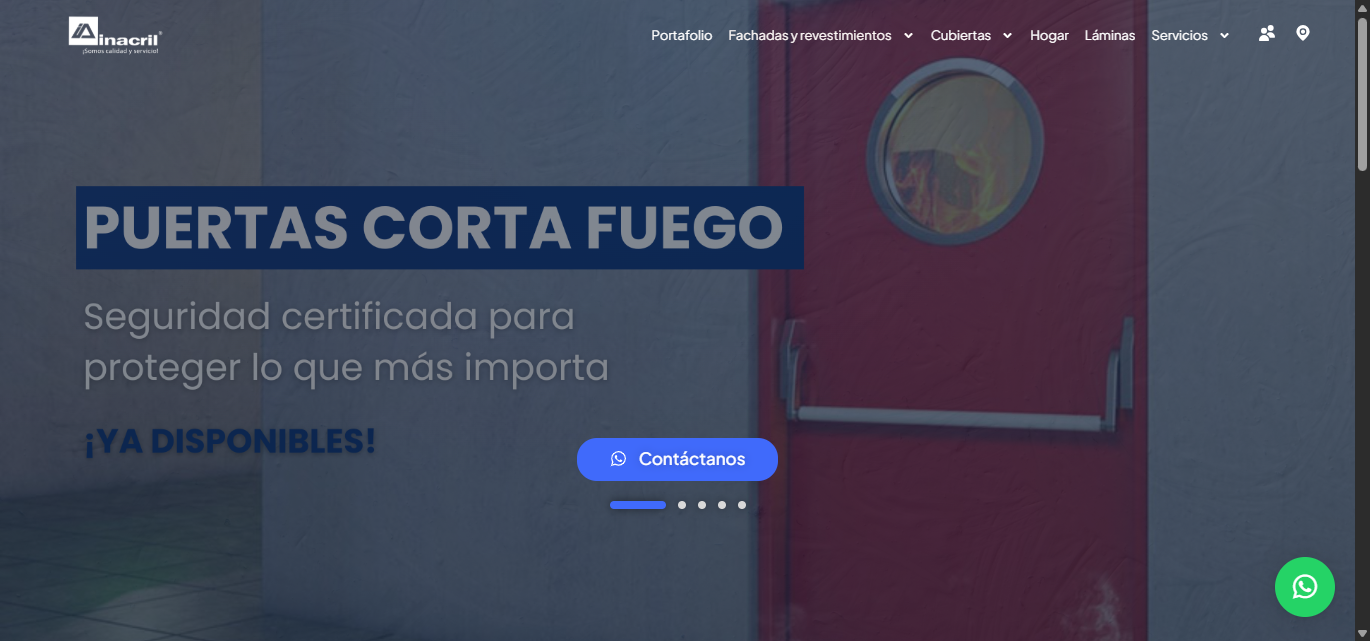 inacril
¡Somos calidad y servicio!
Portafolio
Fachadas y revestimientos
Cubiertas
Hogar
Láminas
Servicios
PUERTAS CORTA FUEGO
Seguridad certificada para
proteger lo que más importa
¡YA DISPONIBLES!
Contáctanos